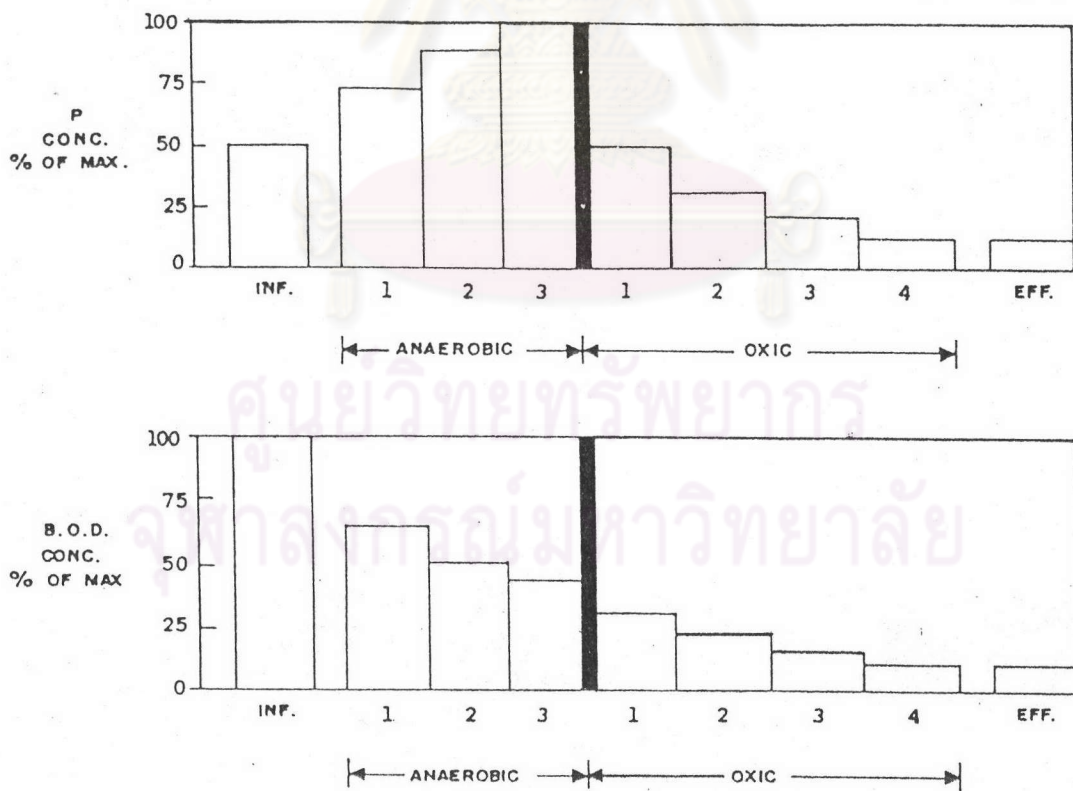 100
75
P
CONC.
% OF MAX.
50
25
0
INF. 1 2 3 1 2 3 4 EFF.
ANAEROBIC OXIC
ศูนย์วิทยทรัพยากร
100
75
จุฬาลงกรณ์มหาวิทยาลัย
B.O.D.
CONC.
% OF MAX
50
25
0
INF. 1 2 3 1 2 3 4 EFF.
ANAEROBIC OXIC